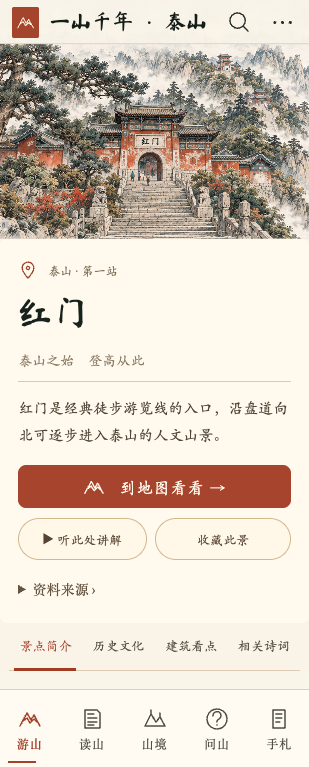 一山千年 · 泰山
红门
泰山·第一站
红门
泰山之始 登高从此
红门是经典徒步游览线的入口，沿盘道向
北可逐步进入泰山的人文山景。
到地图看看 →
▶ 听此处讲解
收藏此景
▶ 资料来源 ›
景点简介 历史文化 建筑看点 相关诗词
游山 读山 山境 问山 手札